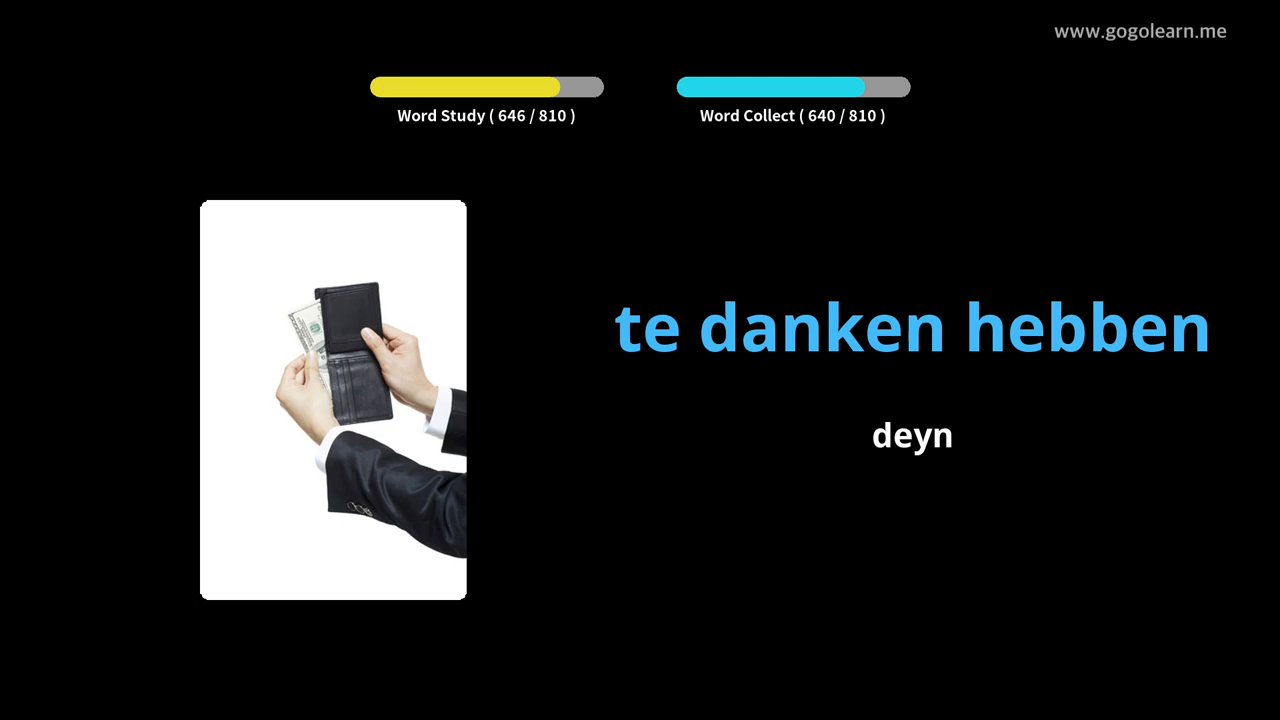 www.gogolearn.me
Word Study ( 646 / 810 )
Word Collect ( 640 / 810 )
te danken hebben
deyn